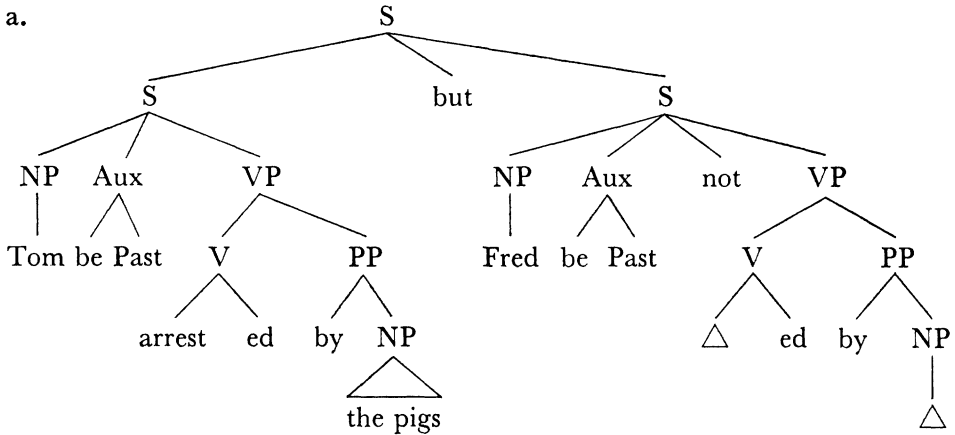 a.
S
S but S
NP Aux VP NP Aux not VP
Tom be Past V PP Fred be Past V PP
arrest ed by NP △ ed by NP
the pigs △